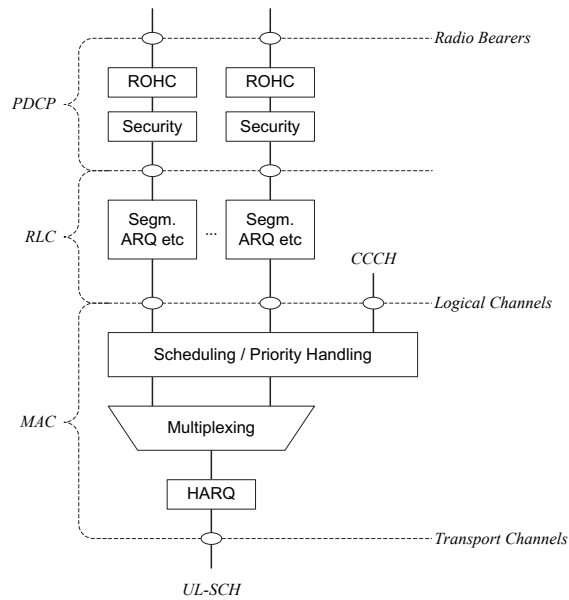 Radio Bearers
ROHC
ROHC
PDCP
Security
Security
Segm.
ARQ etc
...
Segm.
ARQ etc
RLC
CCCH
Logical Channels
Scheduling / Priority Handling
MAC
Multiplexing
HARQ
Transport Channels
UL-SCH